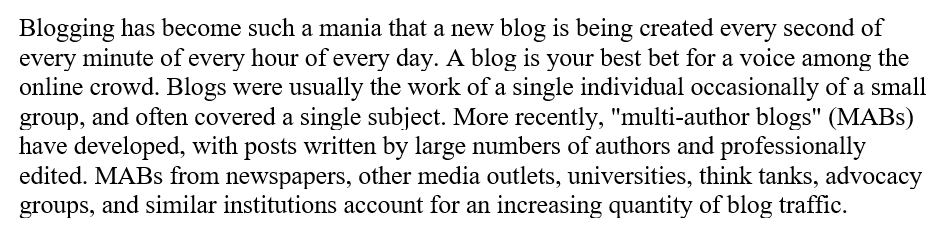 Blogging has become such a mania that a new blog is being created every second of
every minute of every hour of every day. A blog is your best bet for a voice among the
online crowd. Blogs were usually the work of a single individual occasionally of a small
group, and often covered a single subject. More recently, "multi-author blogs" (MABs)
have developed, with posts written by large numbers of authors and professionally
edited. MABs from newspapers, other media outlets, universities, think tanks, advocacy
groups, and similar institutions account for an increasing quantity of blog traffic.